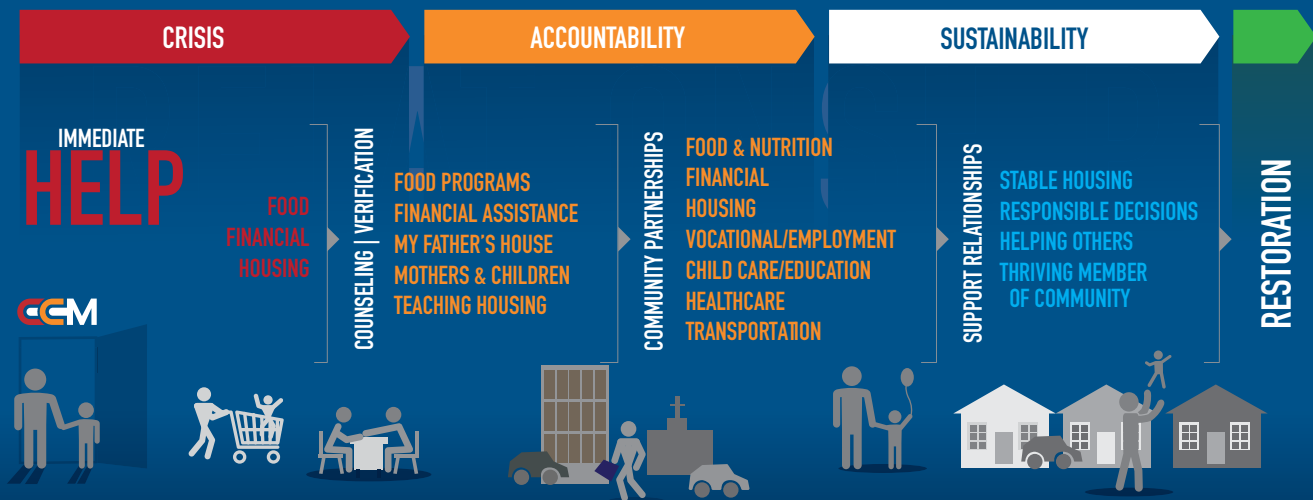 CRISIS
ACCOUNTABILITY
SUSTAINABILITY
IMMEDIATE
HELP
FOOD
FINANCIAL
HOUSING
COUNSELING | VERIFICATION
FOOD PROGRAMS
FINANCIAL ASSISTANCE
MY FATHER'S HOUSE
MOTHERS & CHILDREN
TEACHING HOUSING
COMMUNITY PARTNERSHIPS
FOOD & NUTRITION
FINANCIAL
HOUSING
VOCATIONAL/EMPLOYMENT
CHILD CARE/EDUCATION
HEALTHCARE
TRANSPORTATION
SUPPORT RELATIONSHIPS
STABLE HOUSING
RESPONSIBLE DECISIONS
HELPING OTHERS
THRIVING MEMBER
OF COMMUNITY
RESTORATION
CCM